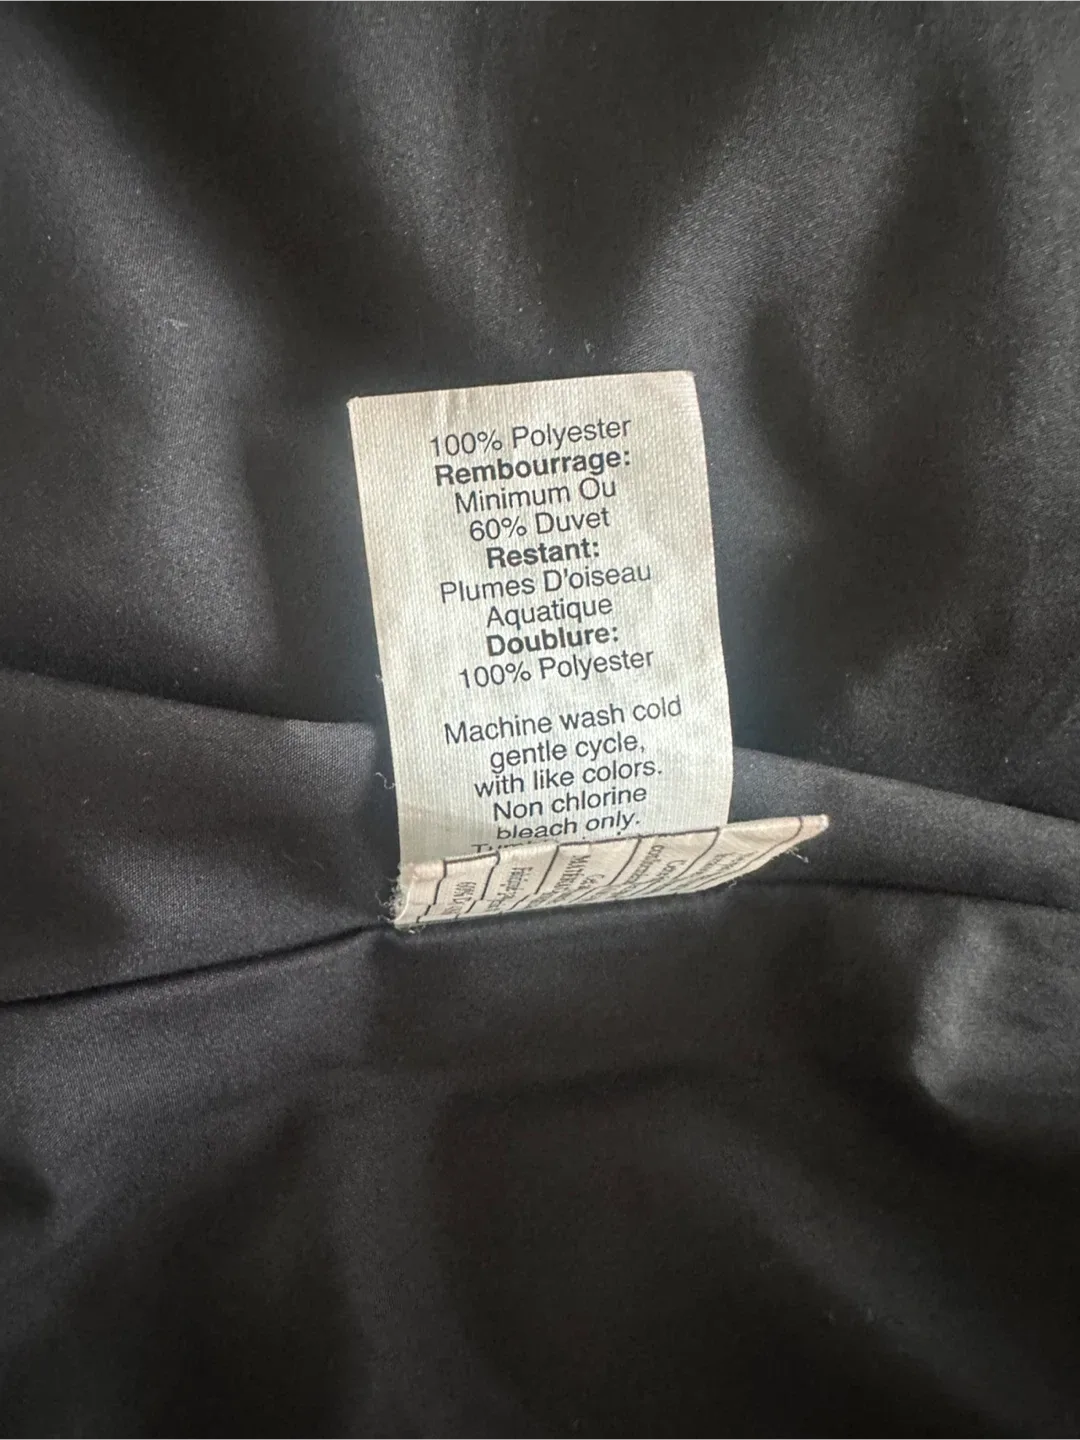 100% Polyester
Rembourrage:
Minimum Ou
60% Duvet
Restant:
Plumes D'oiseau
Aquatique
Doublure:
100% Polyester
Machine wash cold
gentle cycle,
with like colors.
Non chlorine
bleach only.